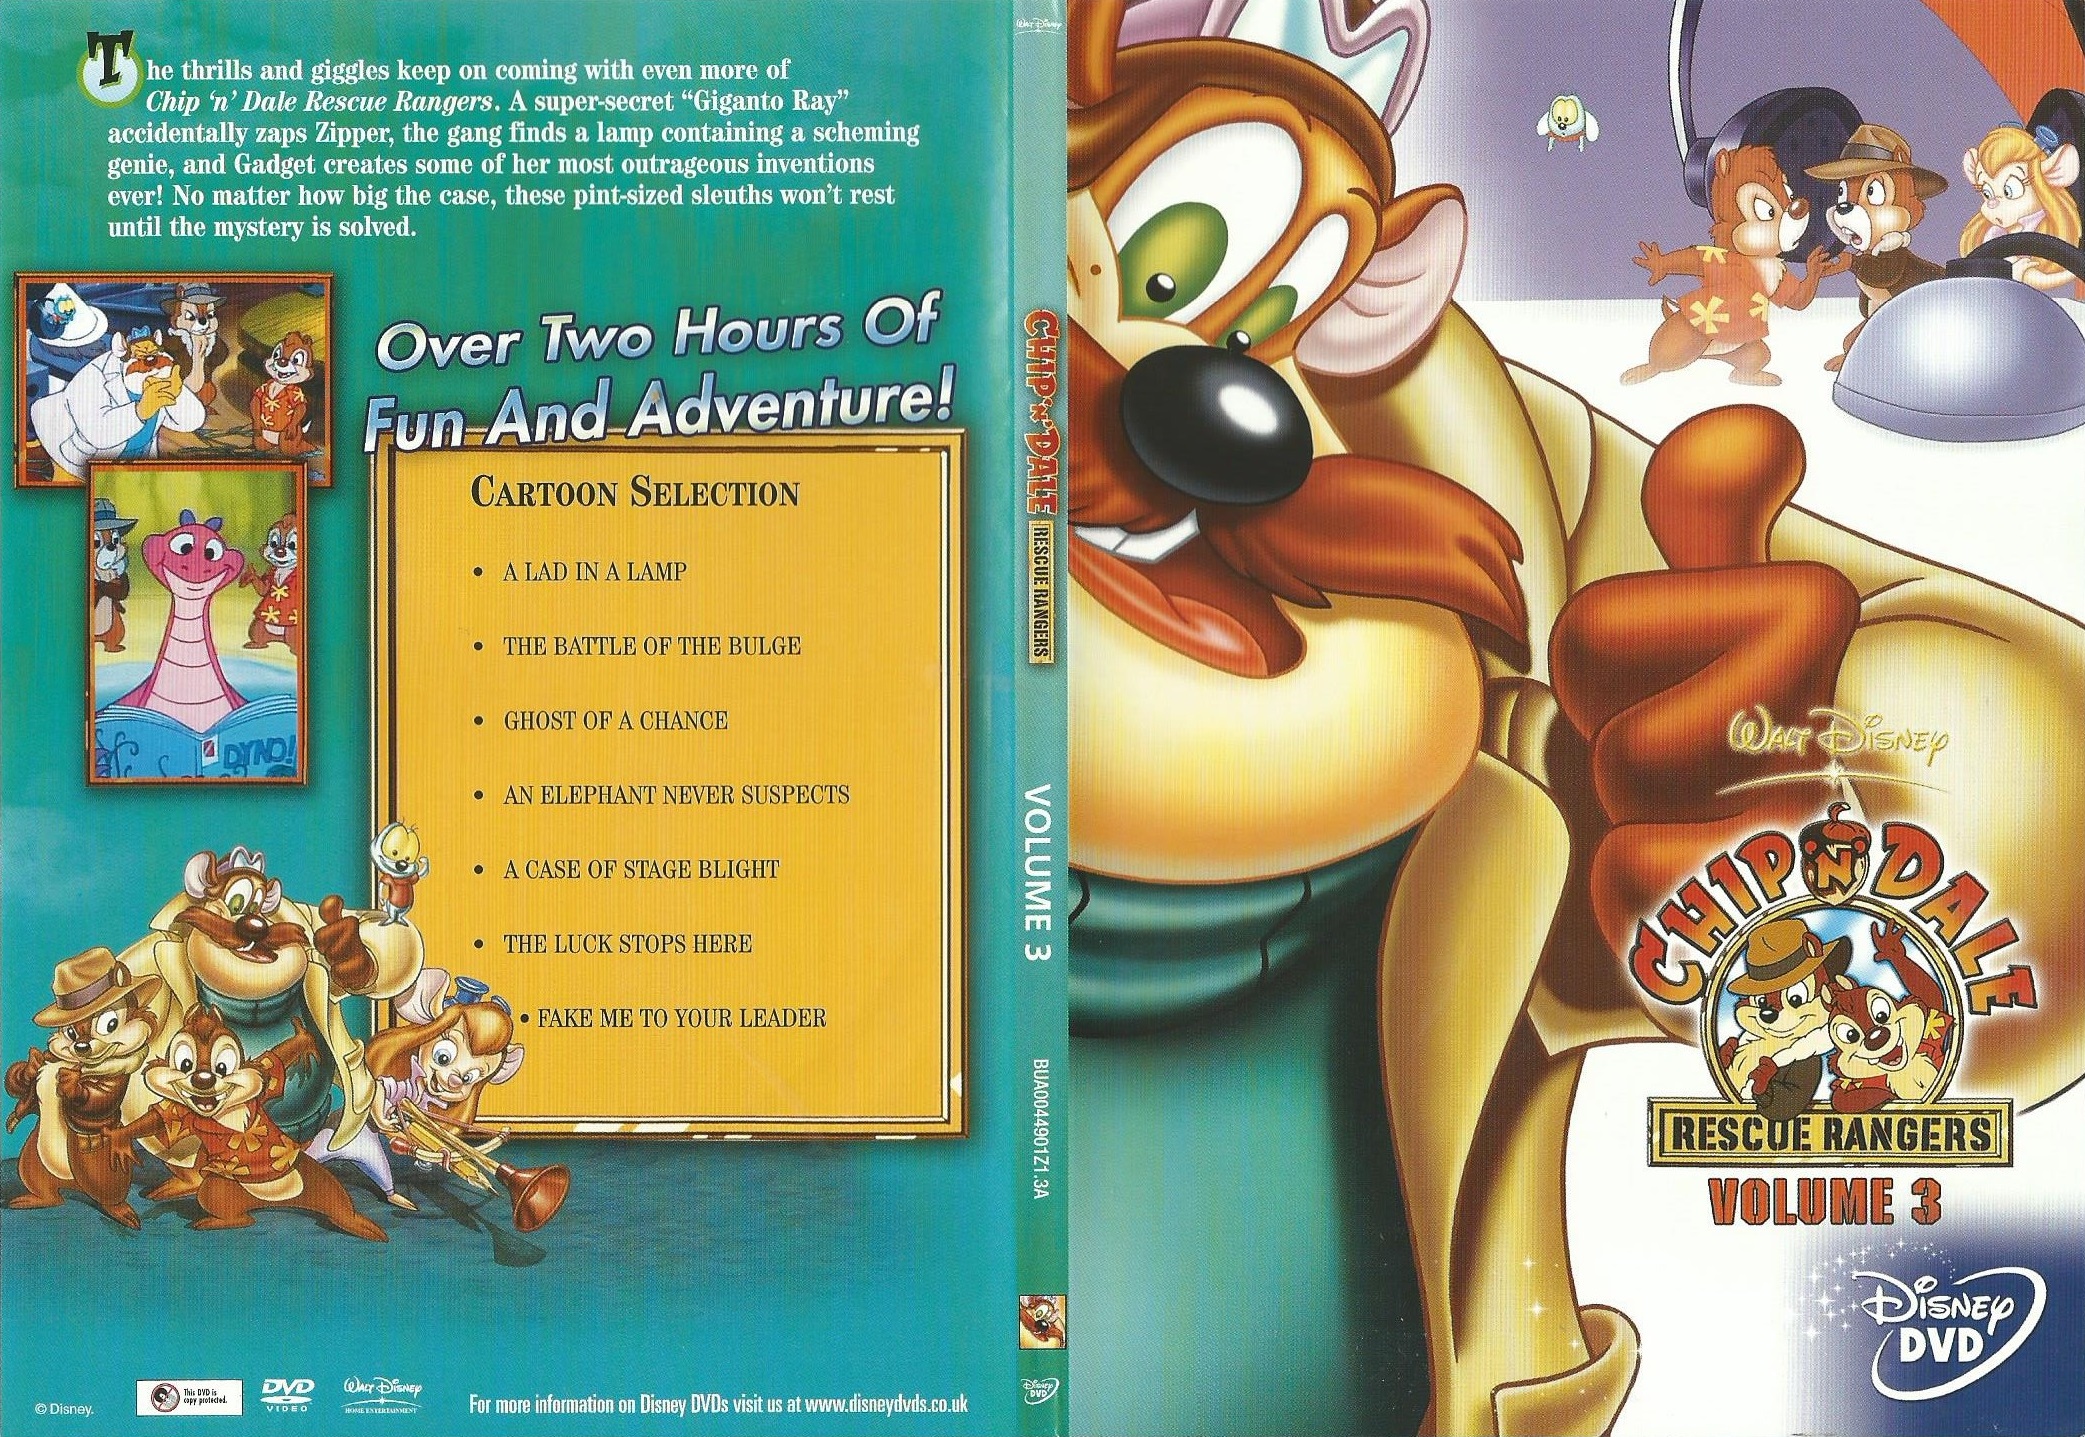 The thrills and giggles keep on coming with even more of
Chip ‘n’ Dale Rescue Rangers. A super-secret “Giganto Ray”
accidentally zaps Zipper, the gang finds a lamp containing a scheming
genie, and Gadget creates some of her most outrageous inventions
ever! No matter how big the case, these pint-sized sleuths won’t rest
until the mystery is solved.
Over Two Hours Of
Fun And Adventure!
DYNO!
CARTOON SELECTION
• A LAD IN A LAMP
• THE BATTLE OF THE BULGE
• GHOST OF A CHANCE
• AN ELEPHANT NEVER SUSPECTS
• A CASE OF STAGE BLIGHT
• THE LUCK STOPS HERE
• FAKE ME TO YOUR LEADER
© Disney.
This DVD is
copy protected.
DVD
VIDEO
WALT DISNEY
HOME ENTERTAINMENT
For more information on Disney DVDs visit us at www.disneydvds.co.uk
WALT DISNEY
CHIP 'N' DALE
RESCUE RANGERS
VOLUME 3
BUA0044901Z1.3A
DISNEY
DVD
WALT DISNEY
CHIP 'N' DALE
RESCUE RANGERS
VOLUME 3
DISNEY
DVD